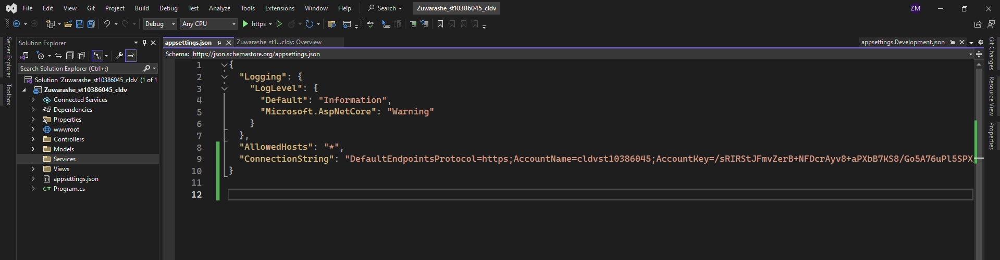 File Edit View Git Project Build Debug Test Analyze Tools Extensions Window Help Search Zuwarashe_st10386045_cldv ZM
Debug Any CPU https
Server Explorer
Toolbox
Solution Explorer
Search Solution Explorer (Ctrl+;)
Solution 'Zuwarashe_st10386045_cldv' (1 of 1
Zuwarashe_st10386045_cldv
Connected Services
Dependencies
Properties
wwwroot
Controllers
Models
Services
Views
appsettings.json
C# Program.cs
appsettings.json Zuwarashe_st1...cldv: Overview appsettings.Development.json
Schema: https://json.schemastore.org/appsettings.json
1 {
2 "Logging": {
3 "LogLevel": {
4 "Default": "Information",
5 "Microsoft.AspNetCore": "Warning"
6 }
7 },
8 "AllowedHosts": "*",
9 "ConnectionString": "DefaultEndpointsProtocol=https;AccountName=cldvst10386045;AccountKey=/sRIRStJFmvZerB+NFDcrAyv8+aPXbB7KS8/Go5A76uPl5SPX
10 }
11
12
Git Changes
Resource View
Properties